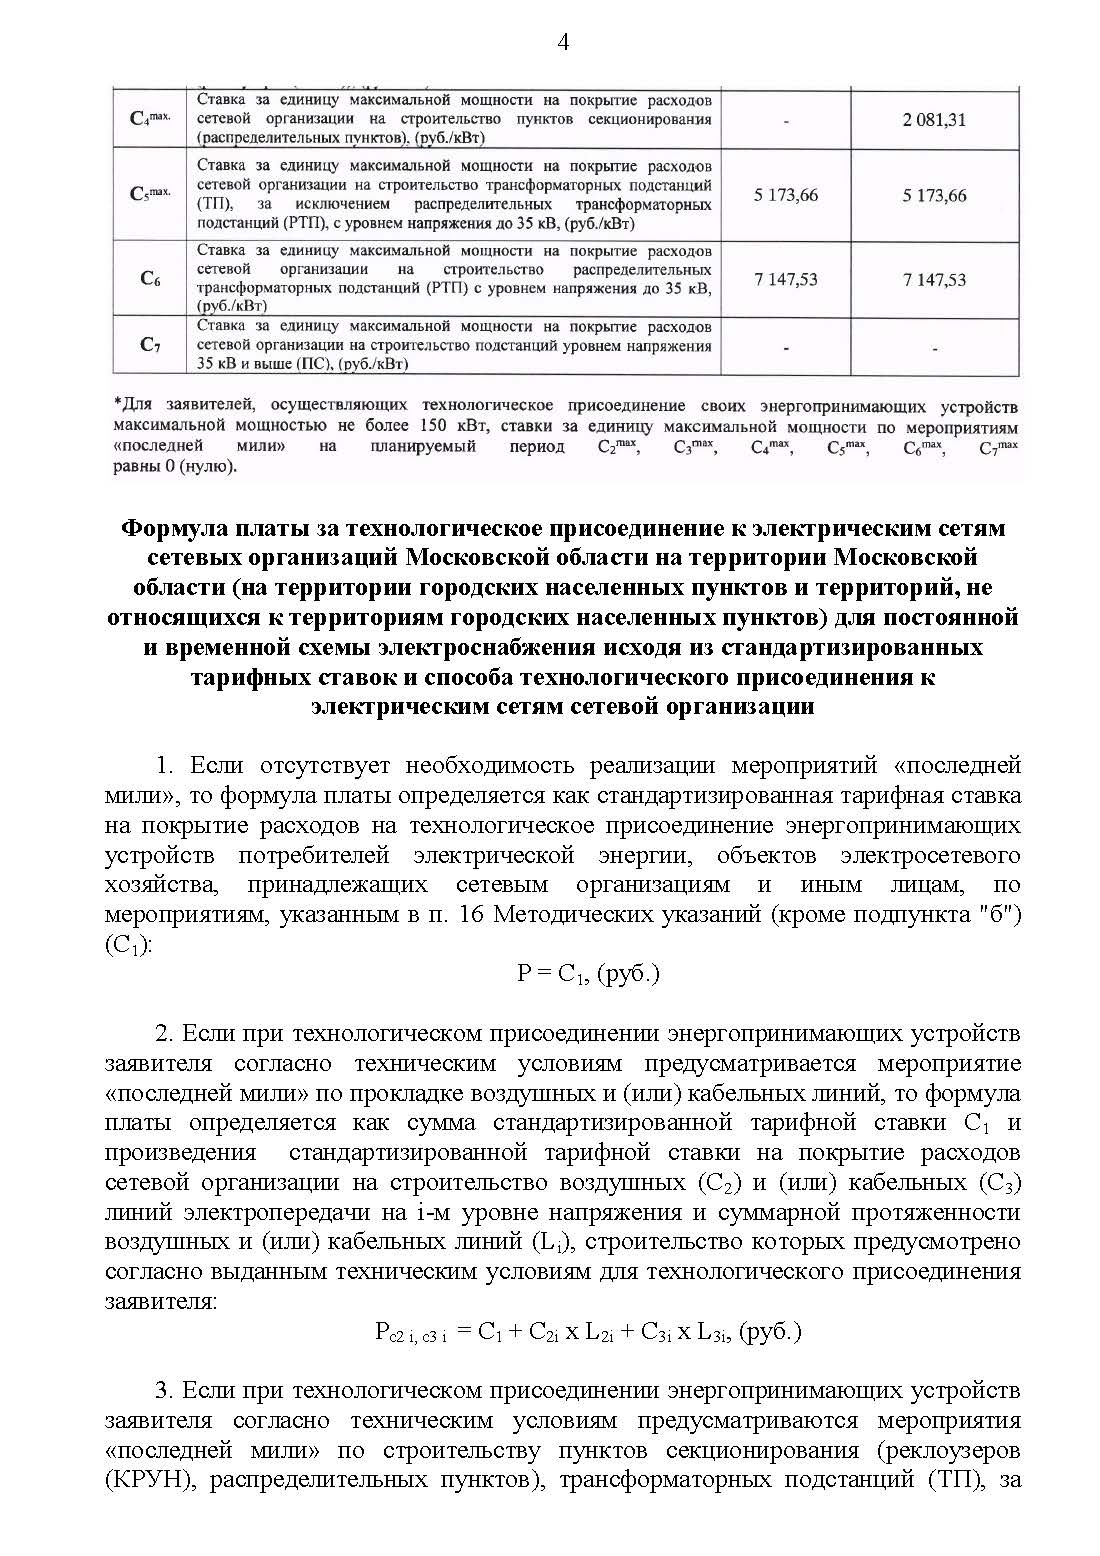 4
C₄ᵐᵃˣ· Ставка за единицу максимальной мощности на покрытие расходов
сетевой организации на строительство пунктов секционирования - 2 081,31
(распределительных пунктов), (руб./кВт)
Ставка за единицу максимальной мощности на покрытие расходов
сетевой организации на строительство трансформаторных подстанций
C₅ᵐᵃˣ· (ТП), за исключением распределительных трансформаторных 5 173,66 5 173,66
подстанций (РТП), с уровнем напряжения до 35 кВ, (руб./кВт)
Ставка за единицу максимальной мощности на покрытие расходов
сетевой организации на строительство распределительных
C₆ трансформаторных подстанций (РТП) с уровнем напряжения до 35 кВ, 7 147,53 7 147,53
(руб./кВт)
Ставка за единицу максимальной мощности на покрытие расходов
C₇ сетевой организации на строительство подстанций уровнем напряжения - -
35 кВ и выше (ПС), (руб./кВт)
*Для заявителей, осуществляющих технологическое присоединение своих энергопринимающих устройств
максимальной мощностью не более 150 кВт, ставки за единицу максимальной мощности по мероприятиям
«последней мили» на планируемый период C₂ᵐᵃˣ, C₃ᵐᵃˣ, C₄ᵐᵃˣ, C₅ᵐᵃˣ, C₆ᵐᵃˣ, C₇ᵐᵃˣ
равны 0 (нулю).
Формула платы за технологическое присоединение к электрическим сетям
сетевых организаций Московской области на территории Московской
области (на территории городских населенных пунктов и территорий, не
относящихся к территориям городских населенных пунктов) для постоянной
и временной схемы электроснабжения исходя из стандартизированных
тарифных ставок и способа технологического присоединения к
электрическим сетям сетевой организации
1. Если отсутствует необходимость реализации мероприятий «последней
мили», то формула платы определяется как стандартизированная тарифная ставка
на покрытие расходов на технологическое присоединение энергопринимающих
устройств потребителей электрической энергии, объектов электросетевого
хозяйства, принадлежащих сетевым организациям и иным лицам, по
мероприятиям, указанным в п. 16 Методических указаний (кроме подпункта "б")
(С₁):
Р = С₁, (руб.)
2. Если при технологическом присоединении энергопринимающих устройств
заявителя согласно техническим условиям предусматривается мероприятие
«последней мили» по прокладке воздушных и (или) кабельных линий, то формула
платы определяется как сумма стандартизированной тарифной ставки С₁ и
произведения стандартизированной тарифной ставки на покрытие расходов
сетевой организации на строительство воздушных (С₂) и (или) кабельных (С₃)
линий электропередачи на i-м уровне напряжения и суммарной протяженности
воздушных и (или) кабельных линий (Lᵢ), строительство которых предусмотрено
согласно выданным техническим условиям для технологического присоединения
заявителя:
Рс2 i, с3 i = С₁ + С₂ᵢ х L₂ᵢ + С₃ᵢ х L₃ᵢ, (руб.)
3. Если при технологическом присоединении энергопринимающих устройств
заявителя согласно техническим условиям предусматриваются мероприятия
«последней мили» по строительству пунктов секционирования (реклоузеров
(КРУН), распределительных пунктов), трансформаторных подстанций (ТП), за